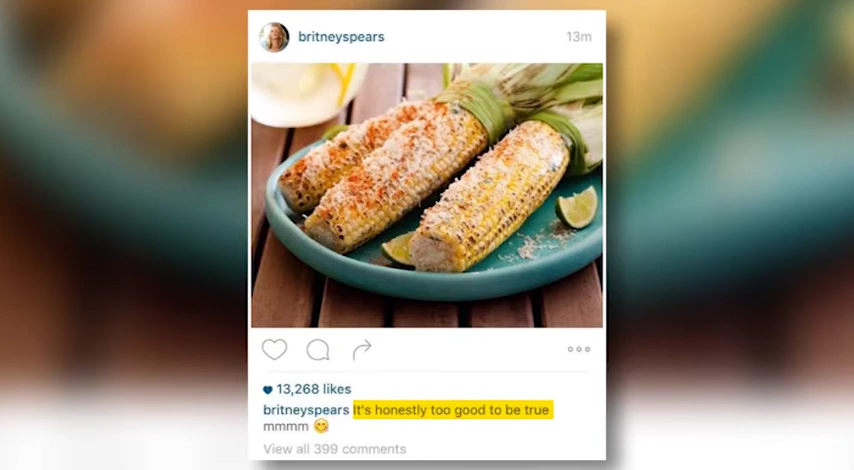 britneyspears 13m
13,268 likes
britneyspears It's honestly too good to be true
mmmm 😋
View all 399 comments